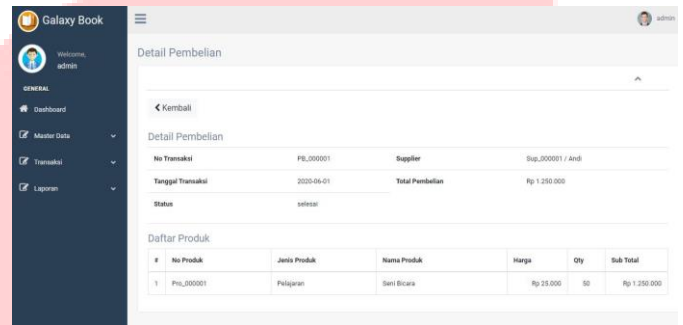 Galaxy Book
admin
Welcome,
admin
GENERAL
Dashboard
Master Data
Transaksi
Laporan
Detail Pembelian
Kembali
Detail Pembelian
No Transaksi PB_000001 Supplier Sup_000001 / Andi
Tanggal Transaksi 2020-06-01 Total Pembelian Rp 1.250.000
Status selesai
Daftar Produk
# No Produk Jenis Produk Nama Produk Harga Qty Sub Total
1 Pro_000001 Pelajaran Seni Bicara Rp 25.000 50 Rp 1.250.000